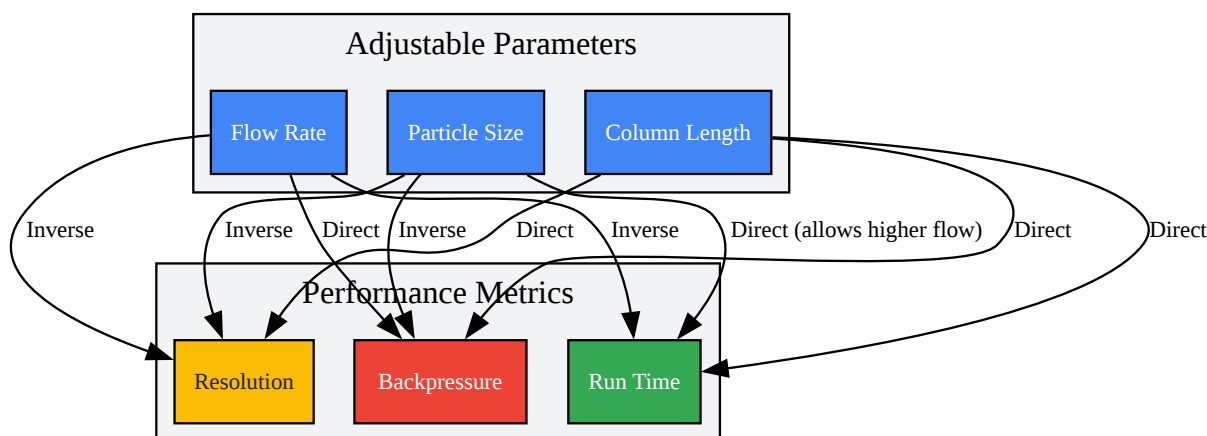 Adjustable Parameters
Flow Rate
Particle Size
Column Length
Inverse
Inverse
Direct
Inverse
Direct
Inverse
Direct (allows higher flow)
Direct
Direct
Performance Metrics
Resolution
Backpressure
Run Time